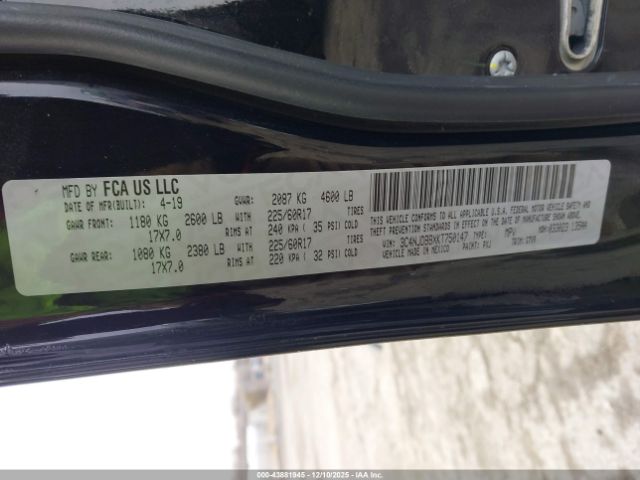 MFD BY FCA US LLC
DATE OF MFR(BUILT): 4-19 GVWR: 2087 KG 4600 LB
GAWR FRONT: 1180 KG 2600 LB WITH 225/60R17 TIRES
17X7.0 RIMS AT 240 KPA ( 35 PSI/
GAWR REAR: 1080 KG 2380 LB WITH 225/60R17 TIRES
17X7.0 RIMS AT 220 KPA ( 32 PSI)
THIS VEHICLE CONFORMS TO ALL APPLICABLE U.S.A. FEDERAL MOTOR VEHICLE SAFETY AND
THEFT PREVENTION STANDARDS IN EFFECT ON THE DATE OF MANUFACTURE SHOWN ABOVE
VIN: 3C4NJDBBXKT750147 TYPE: MPV
VEHICLE MADE IN MEXICO PAINT: PXJ
000-43881945 - 12/10/2025 - IAAI.COM